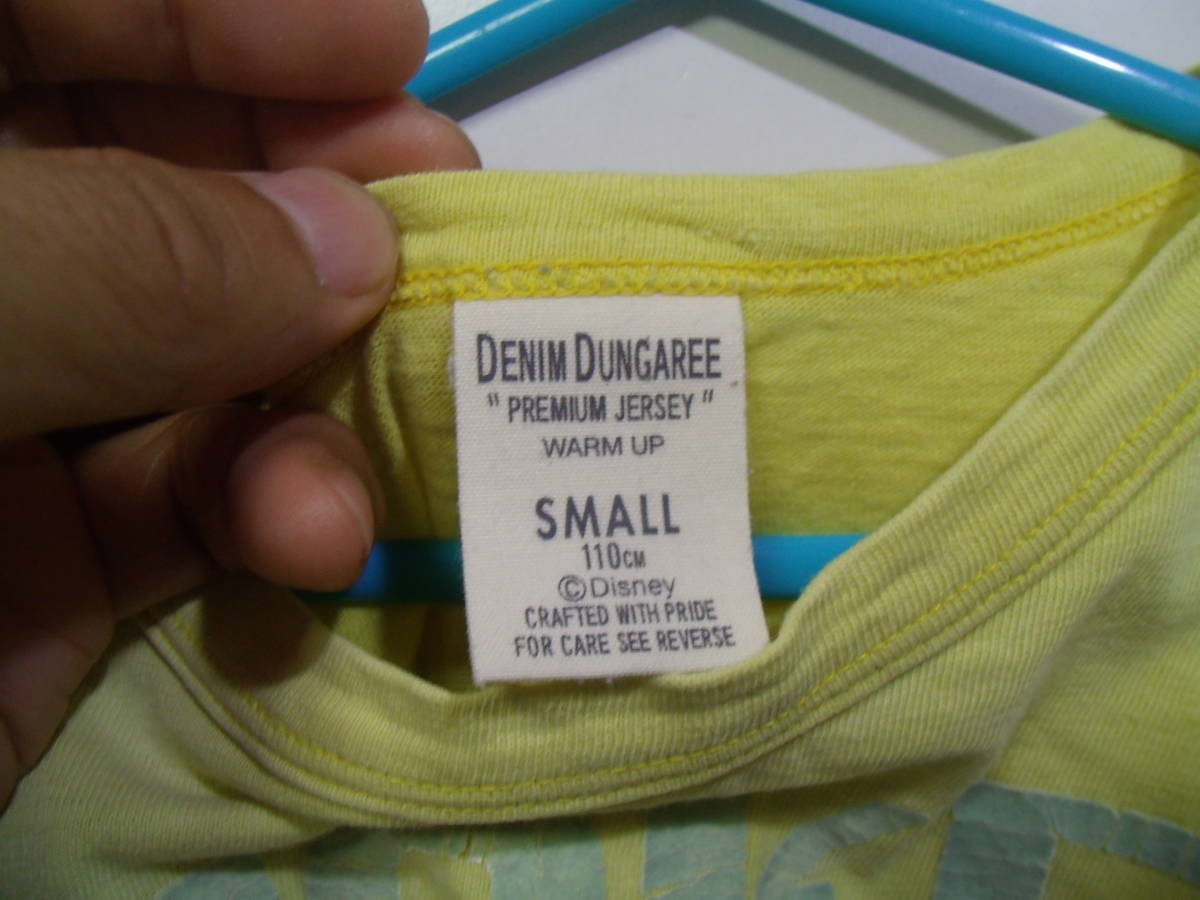 DENIM DUNGAREE
" PREMIUM JERSEY "
WARM UP
SMALL
110CM
©Disney
CRAFTED WITH PRIDE
FOR CARE SEE REVERSE